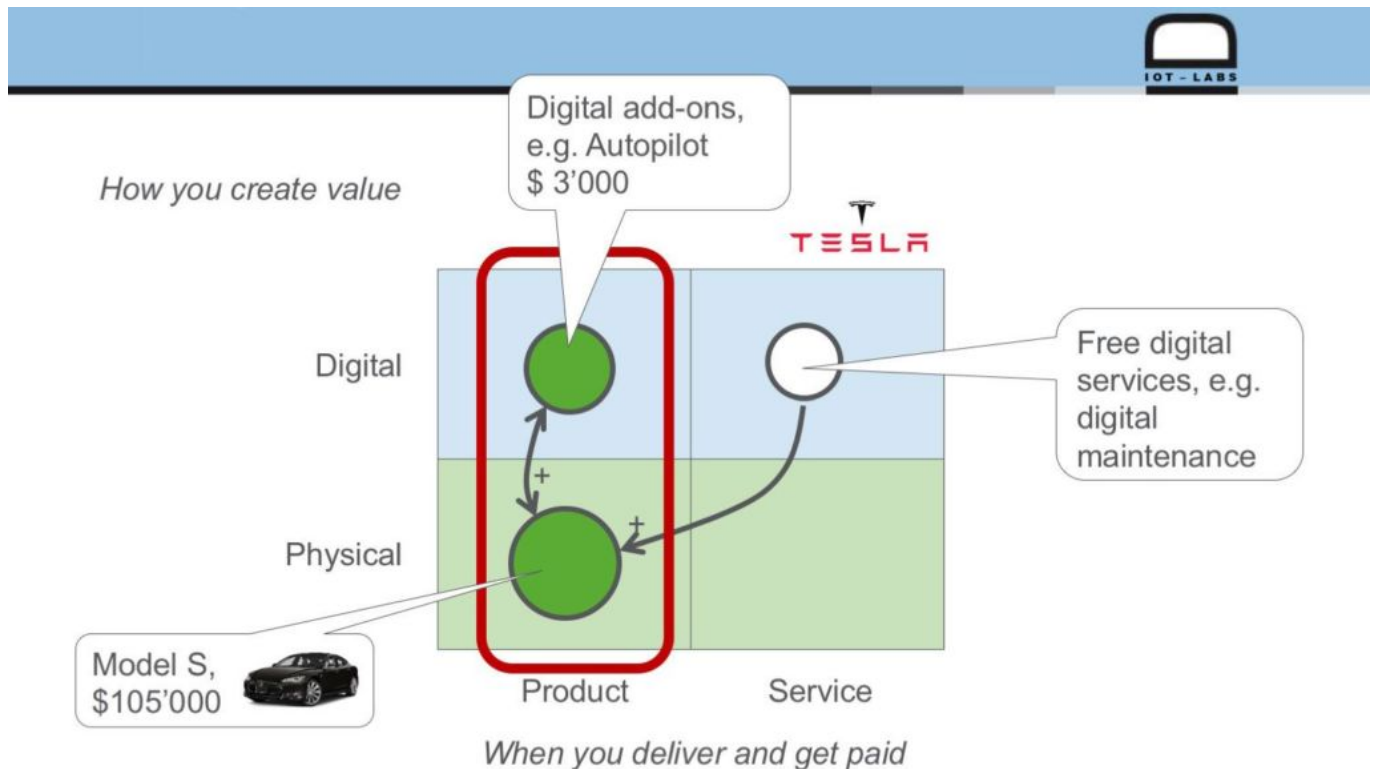 IOT-LABS
Digital add-ons,
e.g. Autopilot
$ 3'000
How you create value
TESLA
Digital
Free digital
services, e.g.
digital
maintenance
+
+
Physical
Model S,
$105'000
Product
Service
When you deliver and get paid